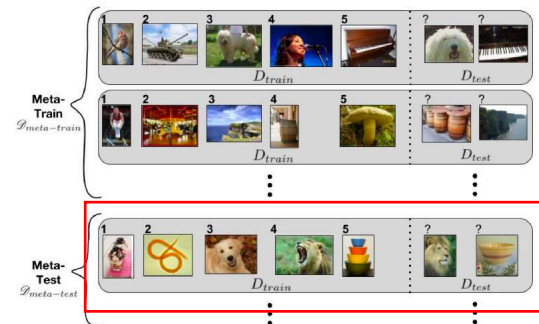 1 2 3 4 5 ? ?
D_train D_test
Meta-
Train
𝒟_meta−train
1 2 3 4 5 ? ?
D_train D_test
Meta-
Test
𝒟_meta−test
1 2 3 4 5 ? ?
D_train D_test